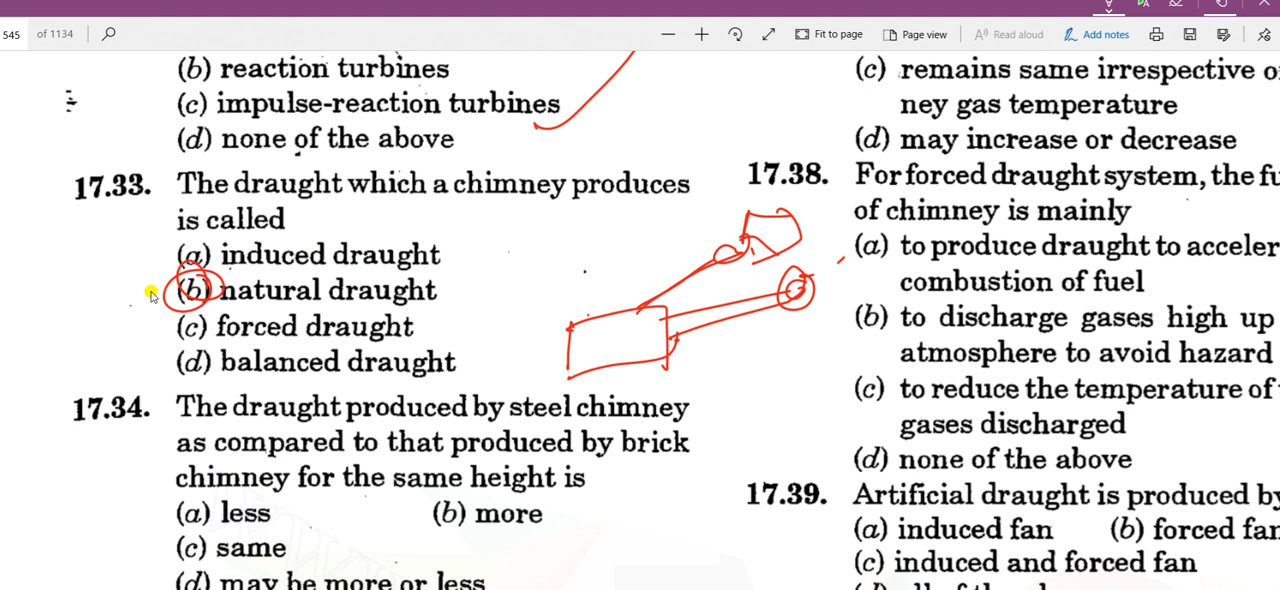 545 of 1134 Fit to page Page view Read aloud Add notes
(b) reaction turbines
(c) impulse-reaction turbines
(d) none of the above
17.33. The draught which a chimney produces
is called
(a) induced draught
(b) natural draught
(c) forced draught
(d) balanced draught
17.34. The draught produced by steel chimney
as compared to that produced by brick
chimney for the same height is
(a) less (b) more
(c) same
(d) may be more or less
(c) remains same irrespective
ney gas temperature
(d) may increase or decrease
17.38. For forced draught system, the
of chimney is mainly
(a) to produce draught to acceler
combustion of fuel
(b) to discharge gases high up
atmosphere to avoid hazard
(c) to reduce the temperature of
gases discharged
(d) none of the above
17.39. Artificial draught is produced by
(a) induced fan (b) forced fan
(c) induced and forced fan